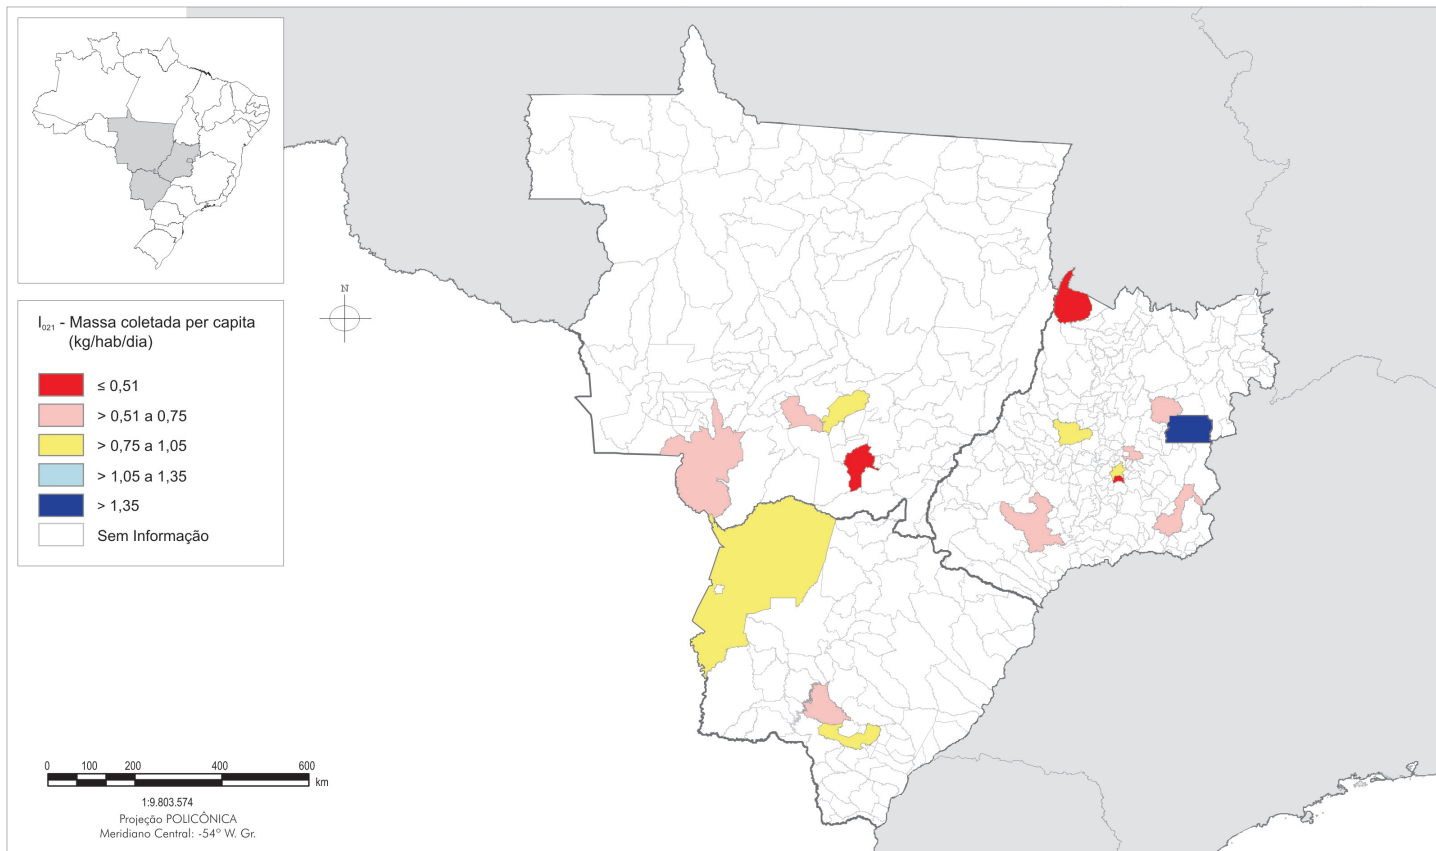 I₀₂₁ - Massa coletada per capita
(kg/hab/dia)
≤ 0,51
> 0,51 a 0,75
> 0,75 a 1,05
> 1,05 a 1,35
> 1,35
Sem Informação
N
0 100 200 400 600
km
1:9.803.574
Projeção POLICÔNICA
Meridiano Central: -54° W. Gr.